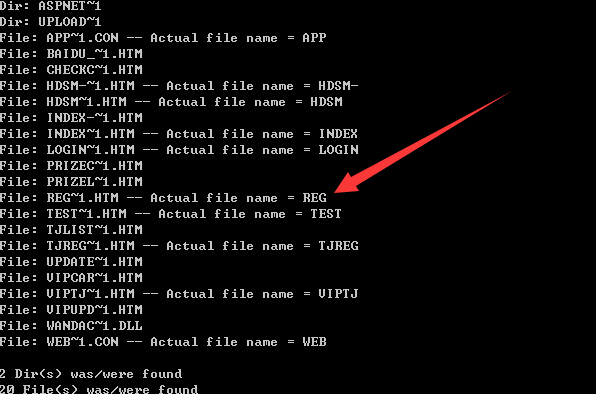 Dir: ASPNET~1
Dir: UPLOAD~1
File: APP~1.CON -- Actual file name = APP
File: BAIDU_~1.HTM
File: CHECKC~1.HTM
File: HDSM-~1.HTM -- Actual file name = HDSM-
File: HDSM~1.HTM -- Actual file name = HDSM
File: INDEX-~1.HTM
File: INDEX~1.HTM -- Actual file name = INDEX
File: LOGIN~1.HTM -- Actual file name = LOGIN
File: PRIZEC~1.HTM
File: PRIZEL~1.HTM
File: REG~1.HTM -- Actual file name = REG
File: TEST~1.HTM -- Actual file name = TEST
File: TJLIST~1.HTM
File: TJREG~1.HTM -- Actual file name = TJREG
File: UPDATE~1.HTM
File: VIPCAR~1.HTM
File: VIPTJ~1.HTM -- Actual file name = VIPTJ
File: VIPUPD~1.HTM
File: WANDAC~1.DLL
File: WEB~1.CON -- Actual file name = WEB
2 Dir(s) was/were found
20 File(s) was/were found